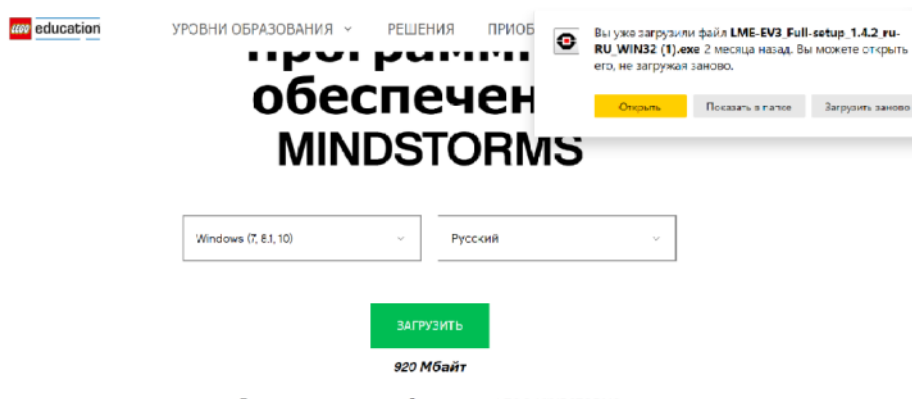 LEGO education
УРОВНИ ОБРАЗОВАНИЯ
РЕШЕНИЯ
ПРИОБ
Вы уже загрузили файл LME-EV3_Full-setup_1.4.2_ru-
RU_WIN32 (1).exe 2 месяца назад. Вы можете открыть
его, не загружая заново.
Открыть
Показать в папке
Загрузить заново
обеспечен
MINDSTORMS
Windows (7, 8.1, 10)
Русский
ЗАГРУЗИТЬ
920 Мбайт